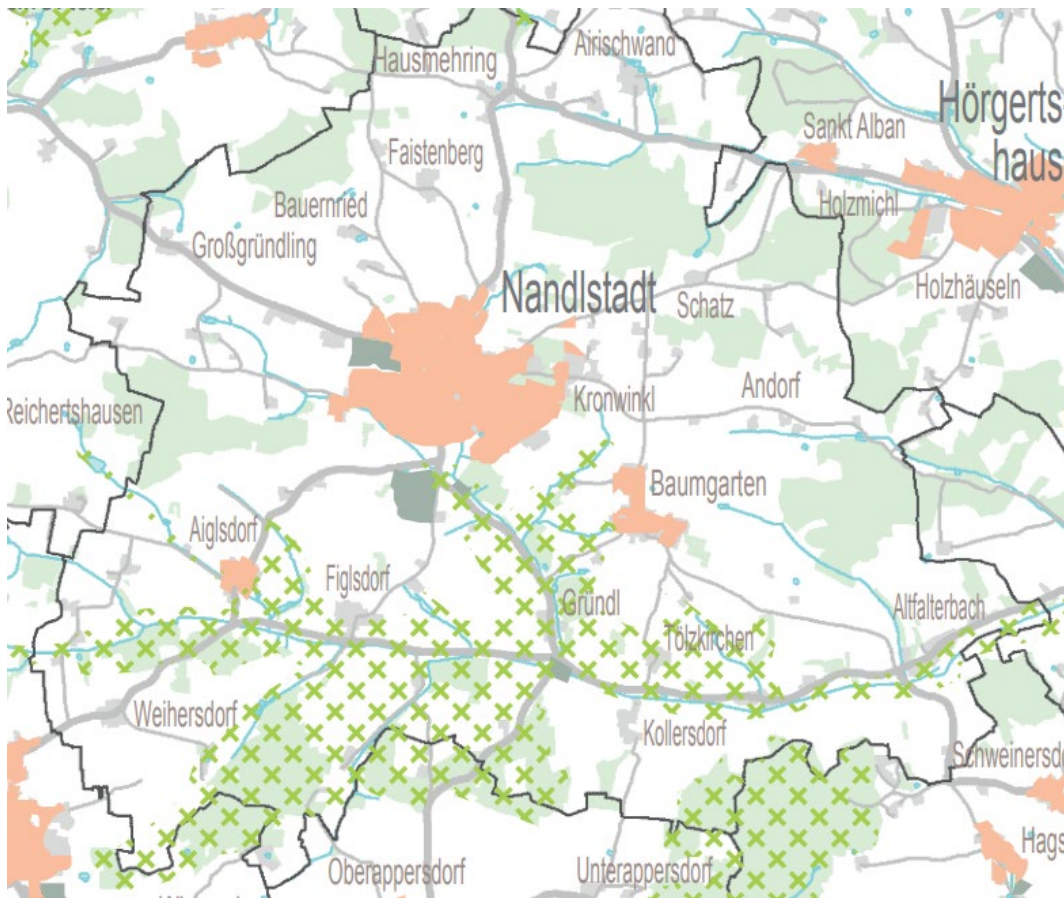 Hausmehring
Airischwand
Hörgerts
haus
Sankt Alban
Faistenberg
Bauernried
Holzmichl
Großgründling
Nandlstadt
Schatz
Holzhäuseln
Reichertshausen
Kronwinkl
Andorf
Baumgarten
Aiglsdorf
Figlsdorf
Gründl
Altfalterbach
Tölzkirchen
Weihersdorf
Kollersdorf
Schweinersdo
Hags
Oberappersdorf
Unterappersdorf